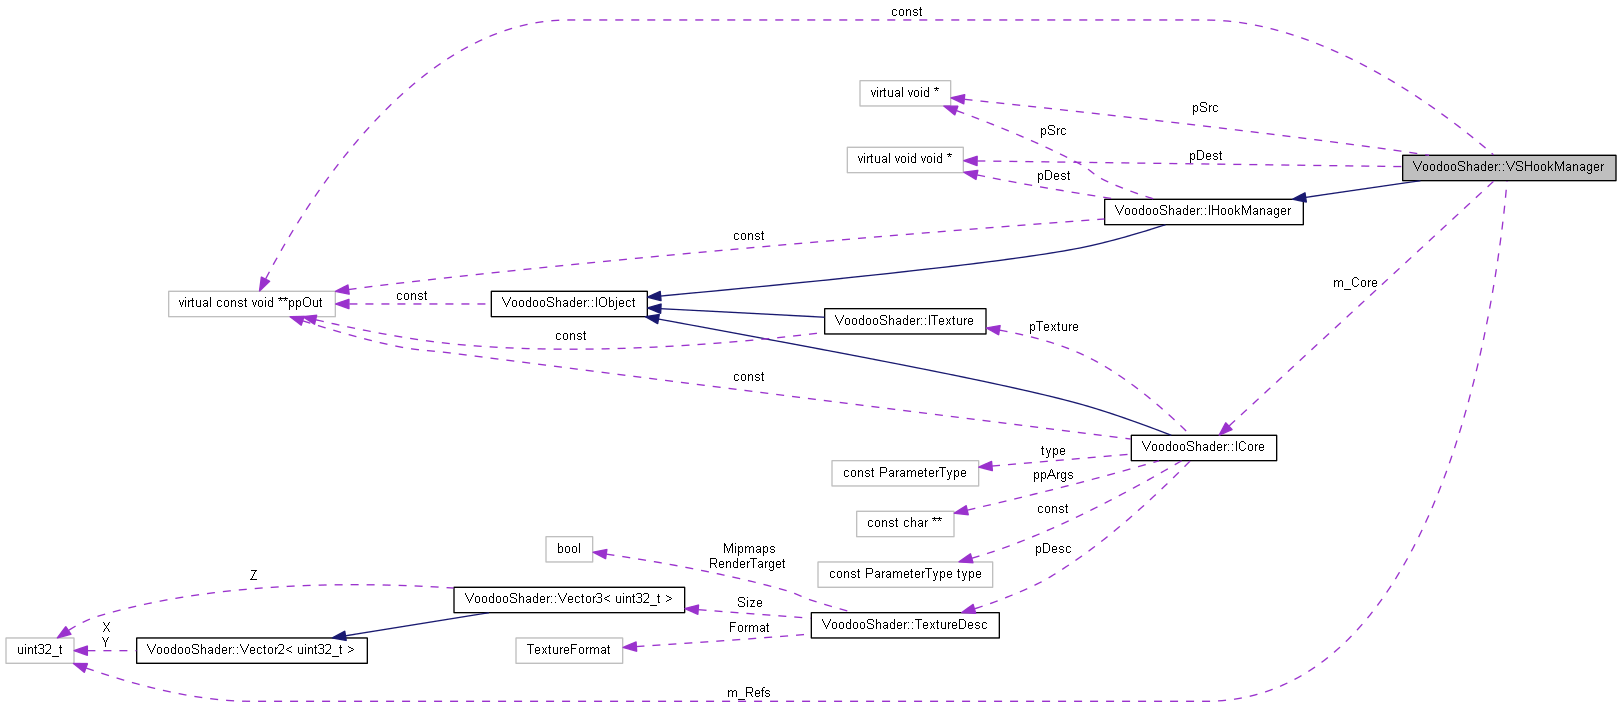 const
virtual void *
pSrc
pSrc
virtual void void *
pDest
VoodooShader::VSHookManager
pDest
VoodooShader::IHookManager
const
m_Core
virtual const void **ppOut
const
VoodooShader::IObject
VoodooShader::ITexture
pTexture
const
const
VoodooShader::ICore
type
const ParameterType
ppArgs
const char **
const
pDesc
bool
Mipmaps
RenderTarget
const ParameterType type
Z
VoodooShader::Vector3< uint32_t >
Size
VoodooShader::TextureDesc
Format
X
Y
uint32_t
VoodooShader::Vector2< uint32_t >
TextureFormat
m_Refs